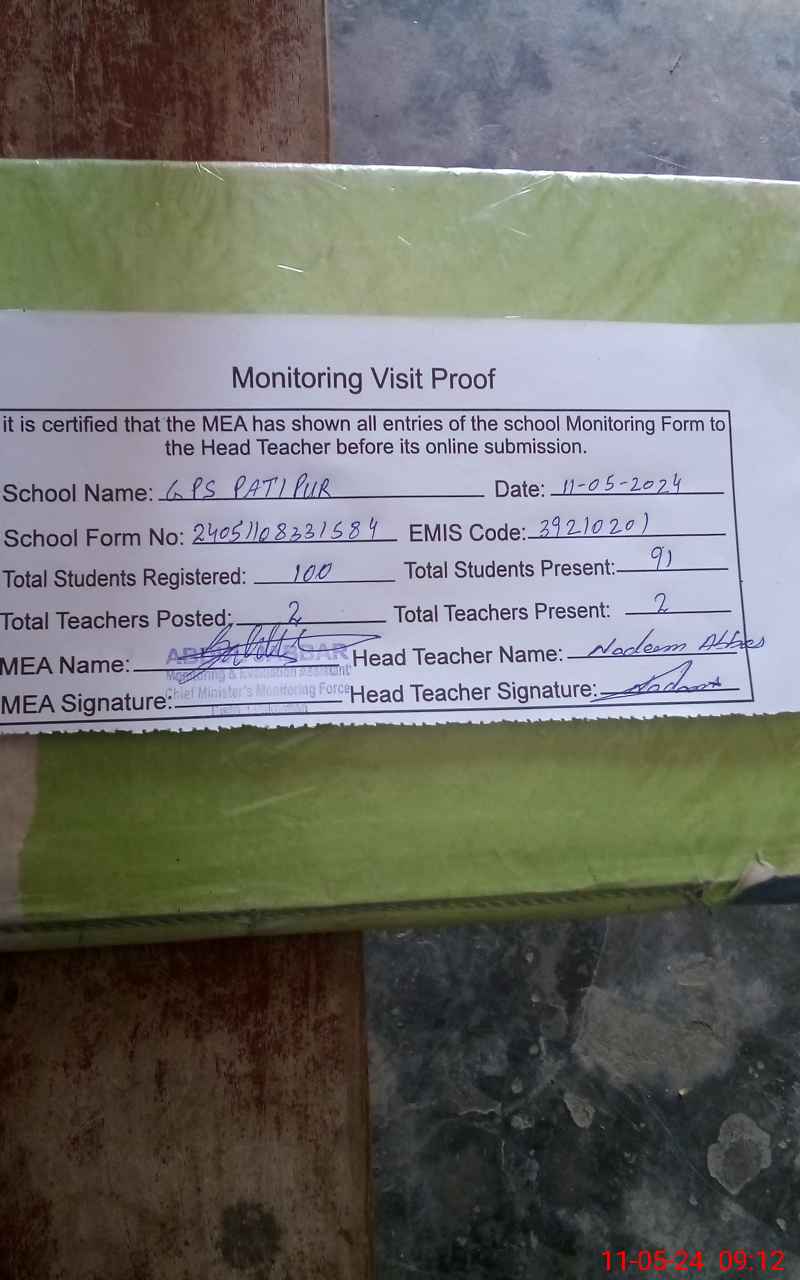 Monitoring Visit Proof
it is certified that the MEA has shown all entries of the school Monitoring Form to
the Head Teacher before its online submission.
School Name: GPS PATIPUR Date: 11-05-2024
School Form No: 24051108331584 EMIS Code: 39210201
Total Students Registered: 100 Total Students Present: 91
Total Teachers Posted: 2 Total Teachers Present: 2
MEA Name: Head Teacher Name: Nadeem Abbas
Monitoring & Evaluation Assistant
MEA Signature: Head Teacher Signature:
Chief Minister's Monitoring Force
11-05-24 09:12